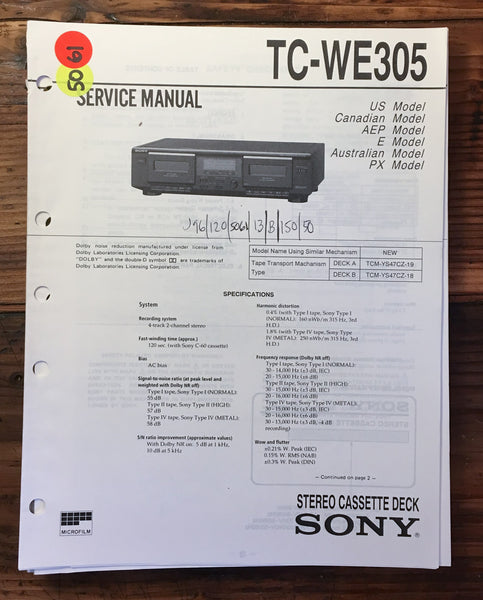 19
50
TC-WE305
SERVICE MANUAL
US Model
Canadian Model
AEP Model
E Model
Australian Model
PX Model
Dolby noise reduction manufactured under license from
Dolby Laboratories Licensing Corporation.
"DOLBY" and the double-D symbol are trademarks of
Dolby Laboratories Licensing Corporation.
Model Name Using Similar Mechanism NEW
Tape Transport Machanism DECK A TCM-YS47CZ-19
Type DECK B TCM-YS47CZ-18
SPECIFICATIONS
System
Recording system
4-track 2-channel stereo
Fast-winding time (approx.)
120 sec. (with Sony C-60 cassette)
Bias
AC bias
Signal-to-noise ratio (at peak level and
weighted with Dolby NR off)
Type I tape, Sony Type I (NORMAL):
55 dB
Type II tape, Sony Type II (HIGH):
57 dB
Type IV tape, Sony Type IV (METAL):
58 dB
S/N ratio improvement (approximate values)
With Dolby NR on: 5 dB at 1 kHz,
10 dB at 5 kHz
Harmonic distortion
0.4% (with Type I tape, Sony Type I
(NORMAL): 160 nWb/m 315 Hz, 3rd
H.D.)
1.8% (with Type IV tape, Sony Type
IV (METAL): 250 nWb/m 315 Hz, 3rd
H.D.)
Frequency response (Dolby NR off)
Type I tape, Sony Type I (NORMAL):
30 - 14,000 Hz (±3 dB, IEC)
20 - 15,000 Hz (±6 dB)
Type II tape, Sony Type II (HIGH):
30 - 15,000 Hz (±3 dB, IEC)
20 - 16,000 Hz (±6 dB)
Type IV tape, Sony Type IV (METAL):
30 - 15,000 Hz (±3 dB, IEC)
20 - 16,000 Hz (±6 dB)
30 - 13,000 Hz (±3 dB, -4 dB
recording)
Wow and flutter
±0.21% W. Peak (IEC)
0.15% W. RMS (NAB)
±0.3% W. Peak (DIN)
– Continued on page 2 –
STEREO CASSETTE DECK
MICROFILM
SONY®